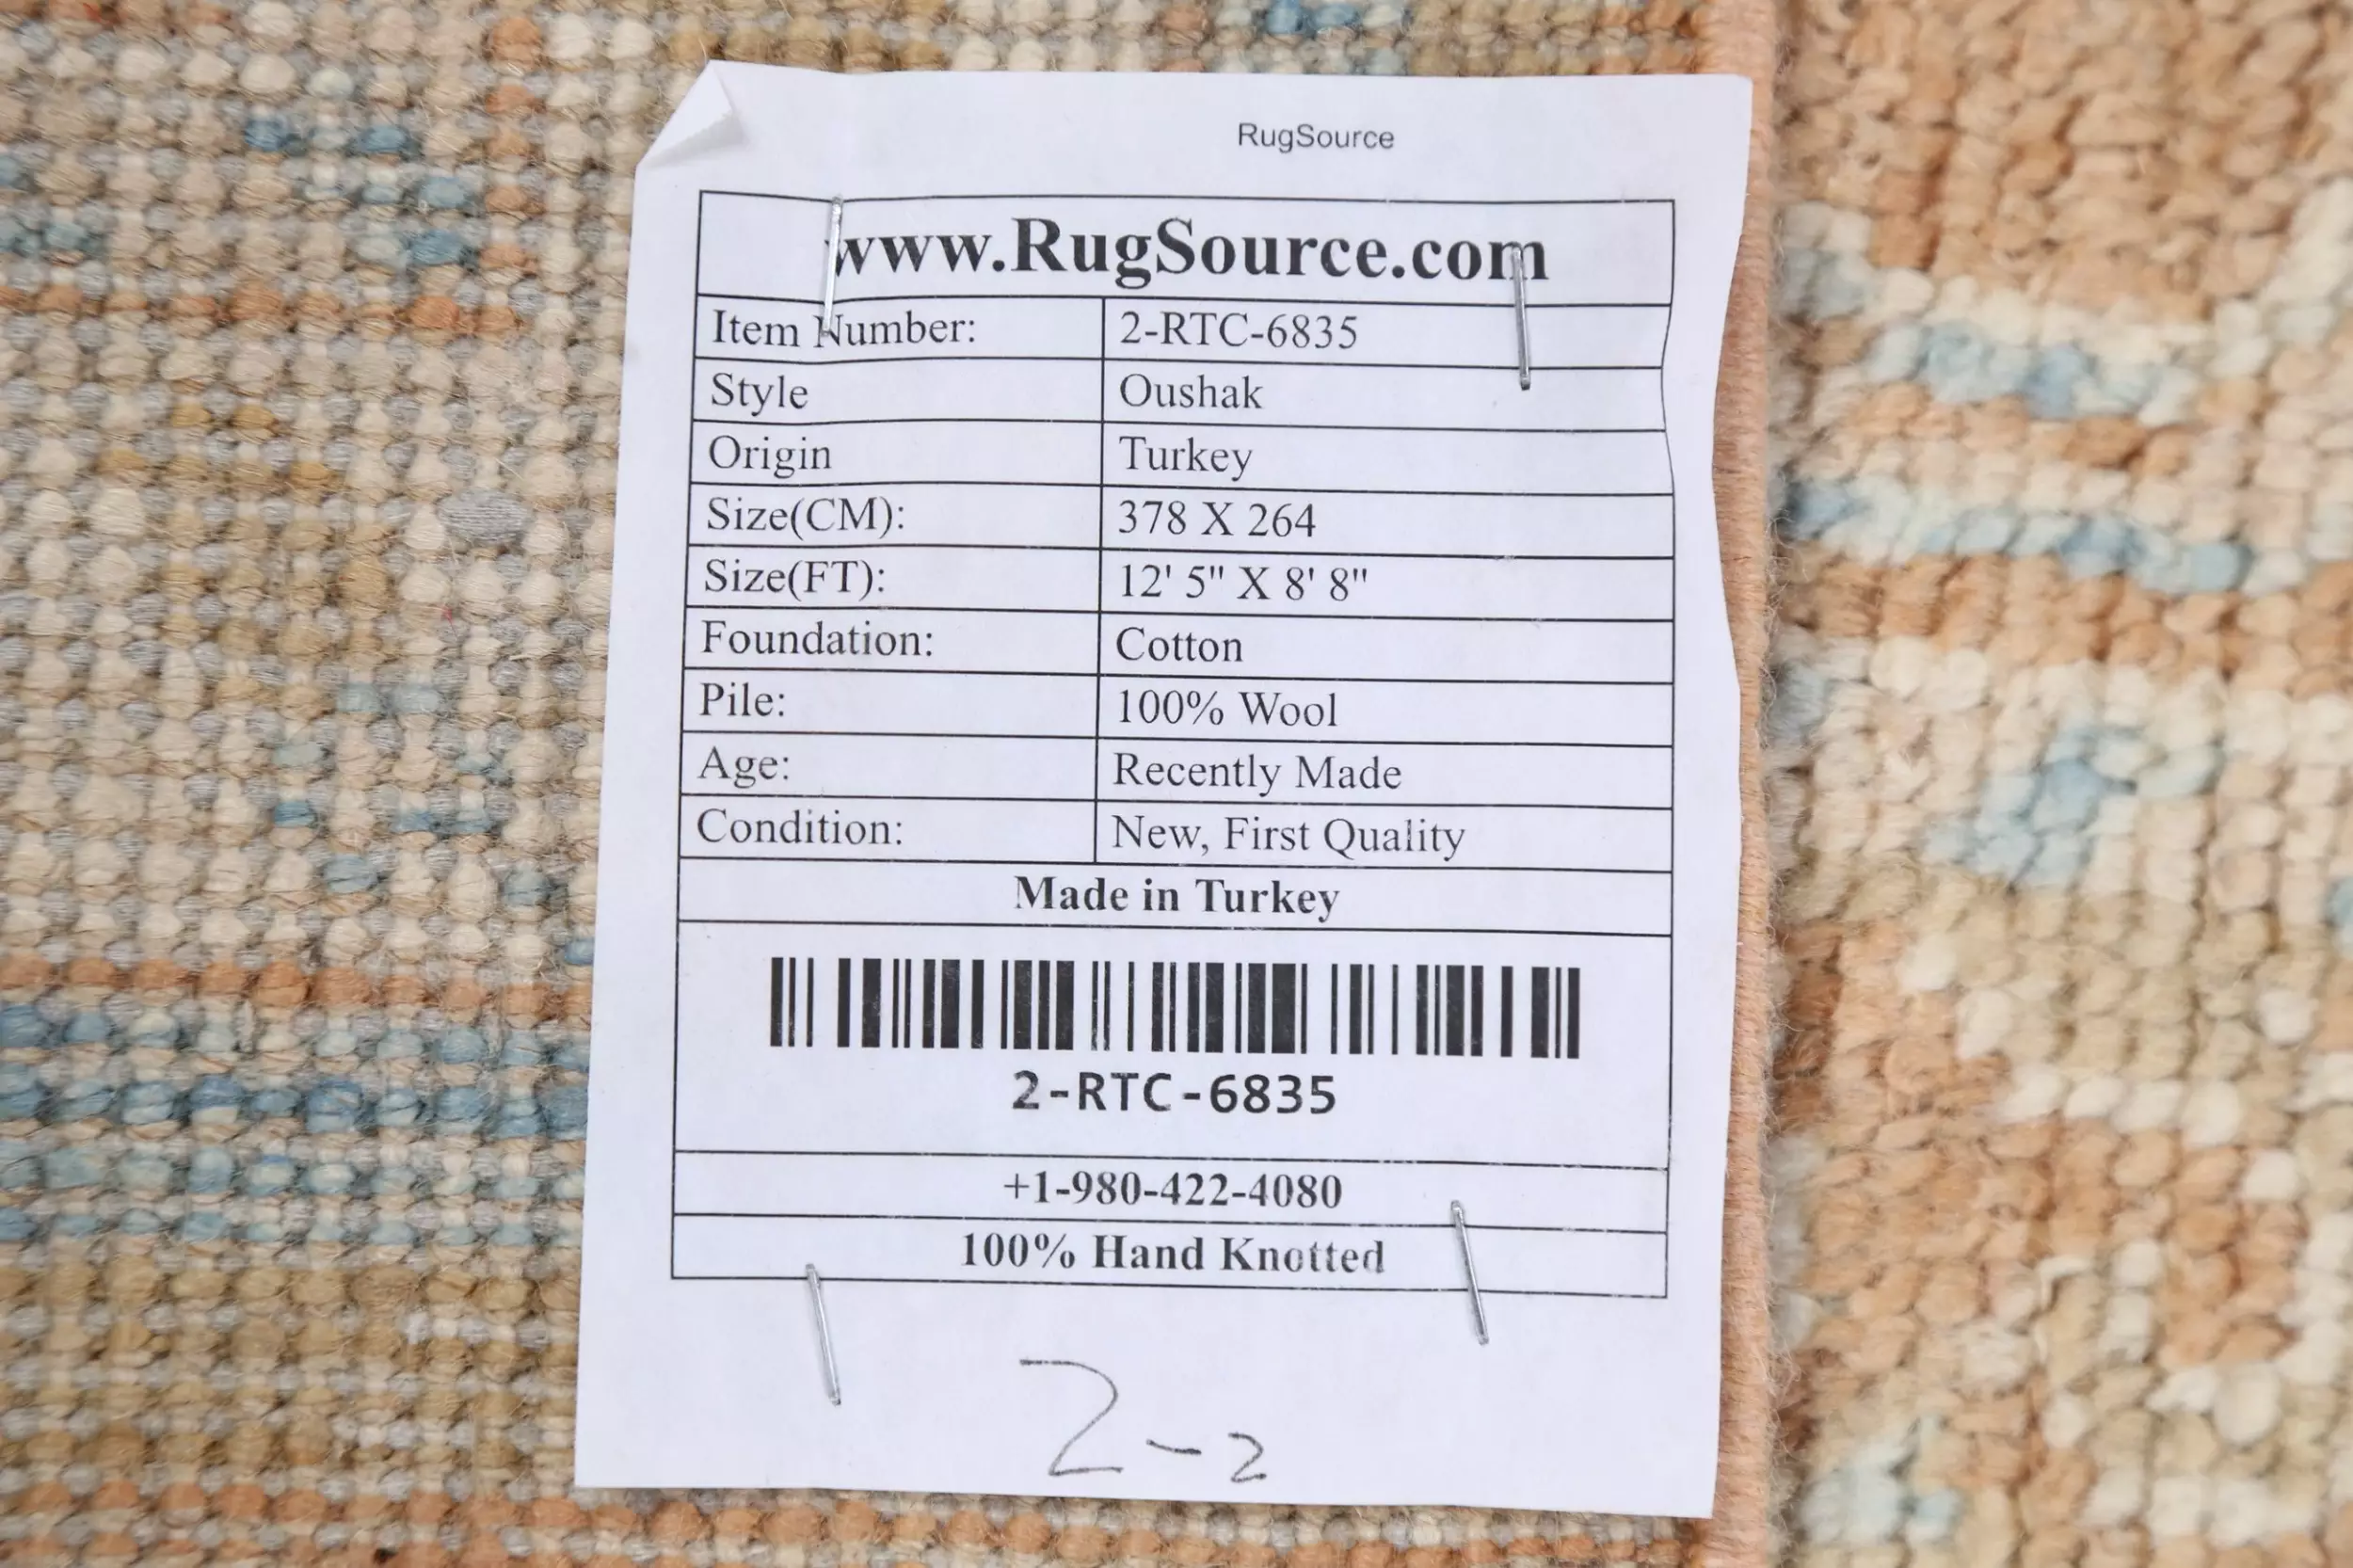 RugSource
www.RugSource.com
Item Number: 2-RTC-6835
Style Oushak
Origin Turkey
Size(CM): 378 X 264
Size(FT): 12' 5" X 8' 8"
Foundation: Cotton
Pile: 100% Wool
Age: Recently Made
Condition: New, First Quality
Made in Turkey
2-RTC-6835
+1-980-422-4080
100% Hand Knotted
2-2